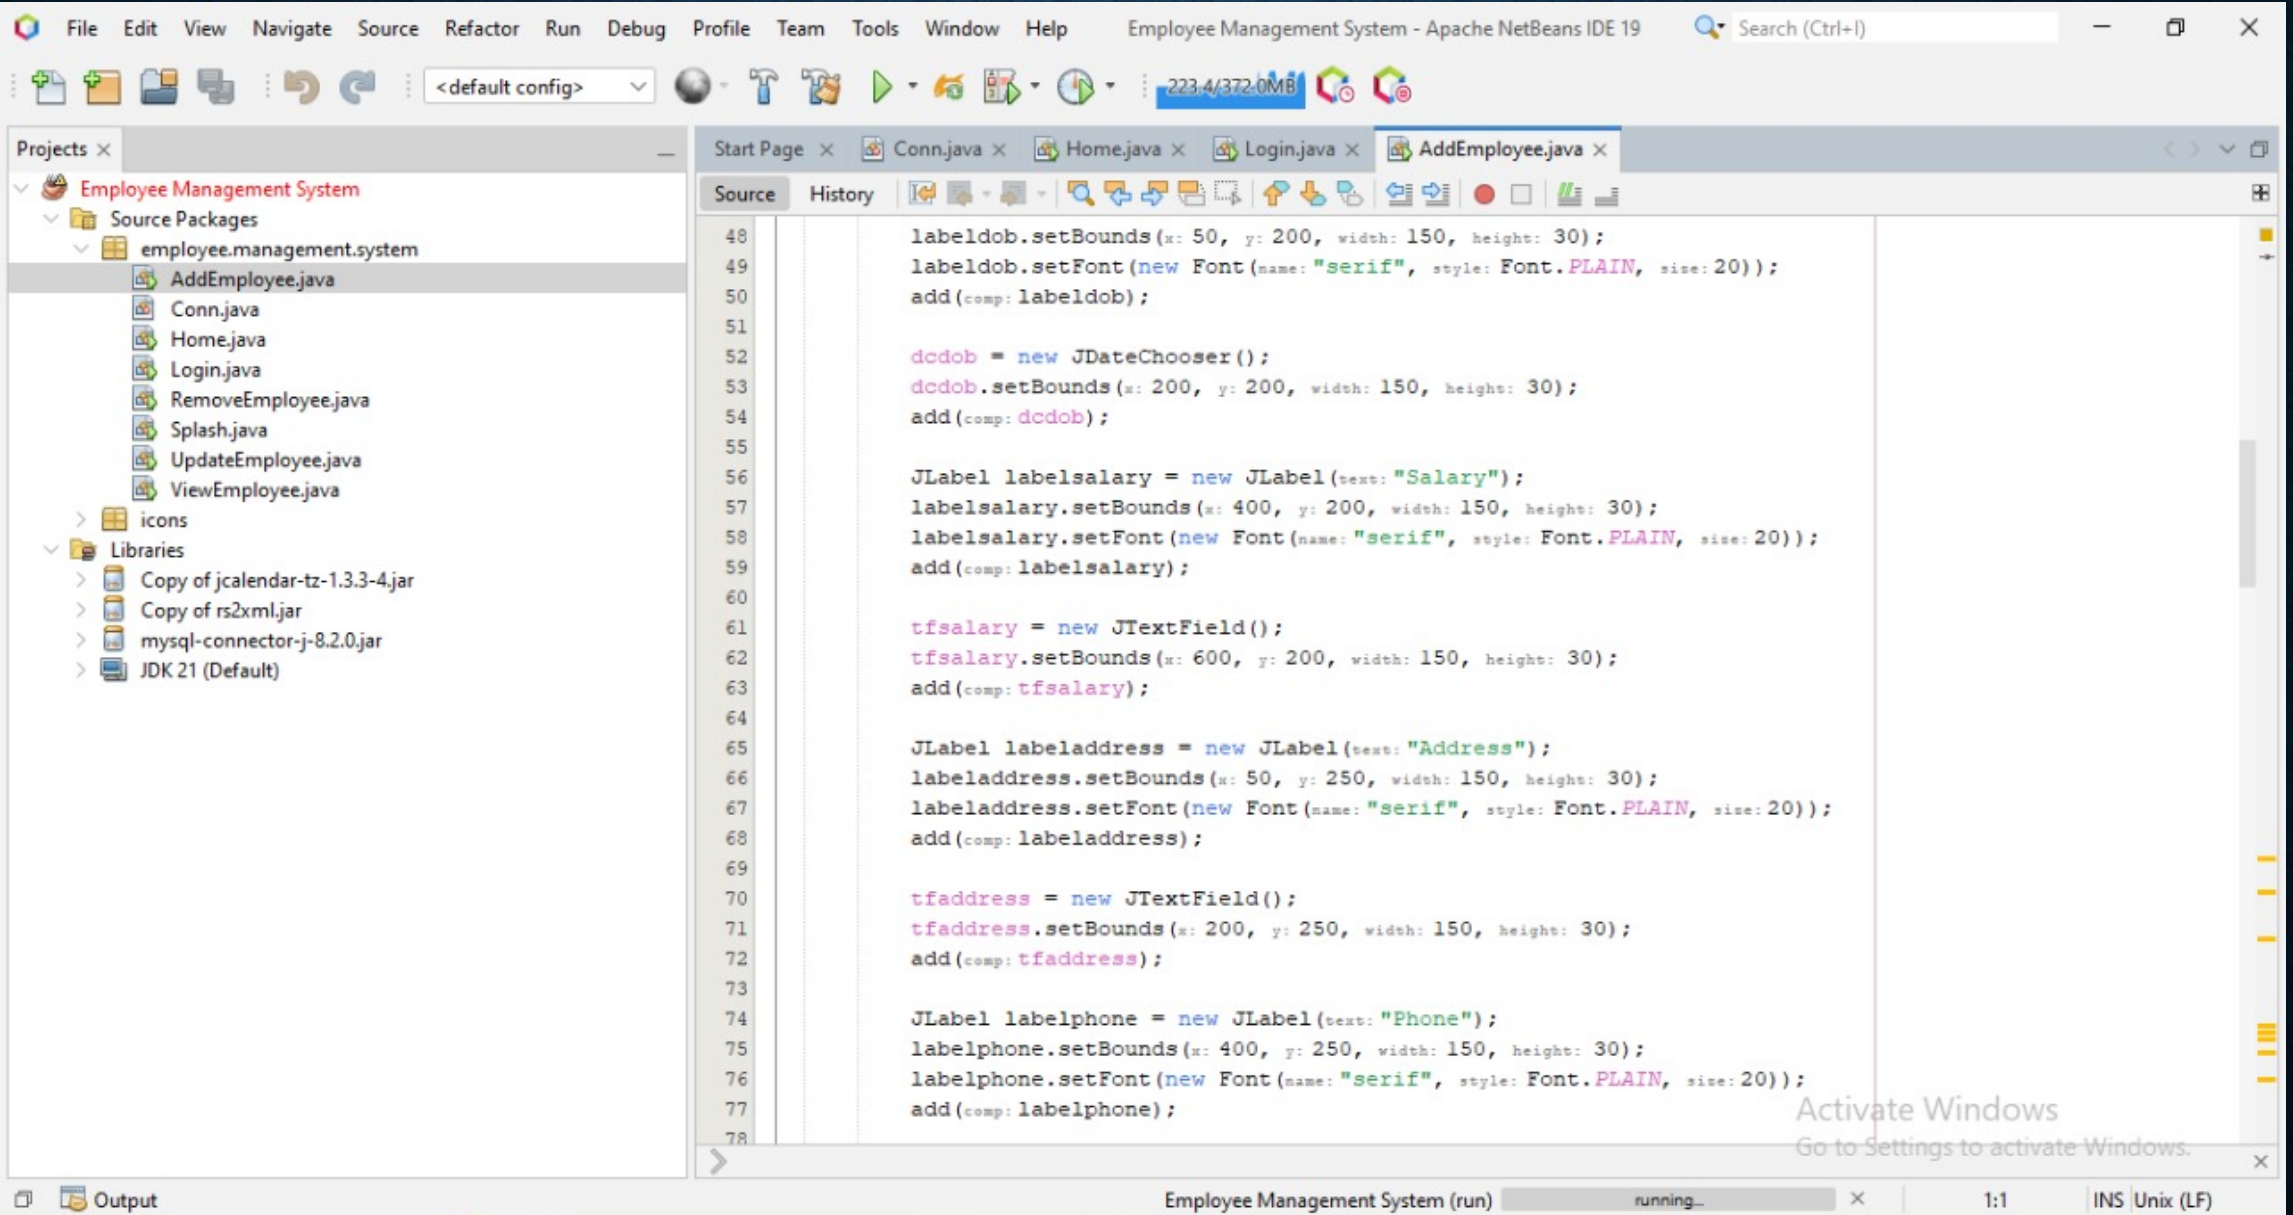 File Edit View Navigate Source Refactor Run Debug Profile Team Tools Window Help Employee Management System - Apache NetBeans IDE 19 Search (Ctrl+I)
<default config> 223.4/372.0MB
Projects
Employee Management System
Source Packages
employee.management.system
AddEmployee.java
Conn.java
Home.java
Login.java
RemoveEmployee.java
Splash.java
UpdateEmployee.java
ViewEmployee.java
icons
Libraries
Copy of jcalendar-tz-1.3.3-4.jar
Copy of rs2xml.jar
mysql-connector-j-8.2.0.jar
JDK 21 (Default)
Start Page Conn.java Home.java Login.java AddEmployee.java
Source History
48 labeldob.setBounds(x: 50, y: 200, width: 150, height: 30);
49 labeldob.setFont(new Font(name: "serif", style: Font.PLAIN, size: 20));
50 add(comp: labeldob);
51
52 dcdob = new JDateChooser();
53 dcdob.setBounds(x: 200, y: 200, width: 150, height: 30);
54 add(comp: dcdob);
55
56 JLabel labelsalary = new JLabel(text: "Salary");
57 labelsalary.setBounds(x: 400, y: 200, width: 150, height: 30);
58 labelsalary.setFont(new Font(name: "serif", style: Font.PLAIN, size: 20));
59 add(comp: labelsalary);
60
61 tfsalary = new JTextField();
62 tfsalary.setBounds(x: 600, y: 200, width: 150, height: 30);
63 add(comp: tfsalary);
64
65 JLabel labeladdress = new JLabel(text: "Address");
66 labeladdress.setBounds(x: 50, y: 250, width: 150, height: 30);
67 labeladdress.setFont(new Font(name: "serif", style: Font.PLAIN, size: 20));
68 add(comp: labeladdress);
69
70 tfaddress = new JTextField();
71 tfaddress.setBounds(x: 200, y: 250, width: 150, height: 30);
72 add(comp: tfaddress);
73
74 JLabel labelphone = new JLabel(text: "Phone");
75 labelphone.setBounds(x: 400, y: 250, width: 150, height: 30);
76 labelphone.setFont(new Font(name: "serif", style: Font.PLAIN, size: 20));
77 add(comp: labelphone);
78
Activate Windows
Go to Settings to activate Windows.
Output Employee Management System (run) running... 1:1 INS Unix (LF)